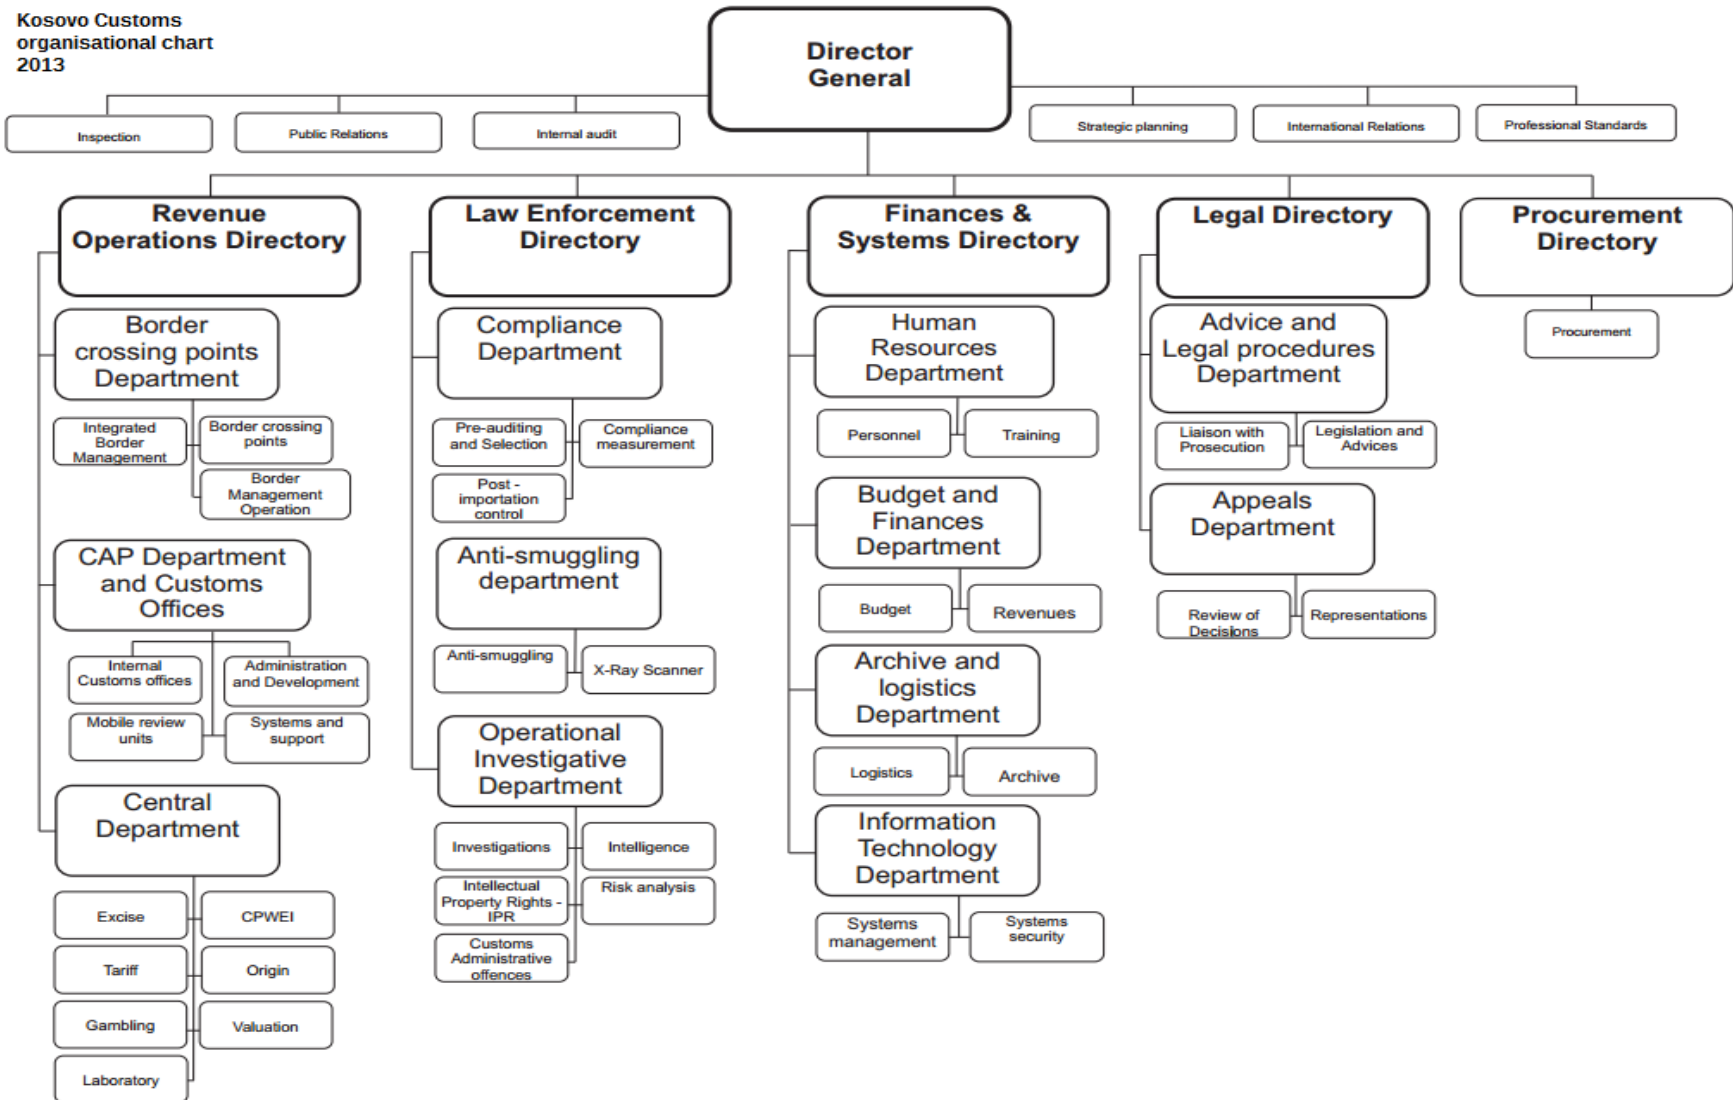 Kosovo Customs
organisational chart
2013
Director
General
Inspection
Public Relations
Internal audit
Strategic planning
International Relations
Professional Standards
Revenue
Operations Directory
Law Enforcement
Directory
Finances &
Systems Directory
Legal Directory
Procurement
Directory
Border
crossing points
Department
Integrated
Border
Management
Border crossing
points
Border
Management
Operation
CAP Department
and Customs
Offices
Internal
Customs offices
Administration
and Development
Mobile review
units
Systems and
support
Central
Department
Excise
CPWEI
Tariff
Origin
Gambling
Valuation
Laboratory
Compliance
Department
Pre-auditing
and Selection
Compliance
measurement
Post -
importation
control
Anti-smuggling
department
Anti-smuggling
X-Ray Scanner
Operational
Investigative
Department
Investigations
Intelligence
Intellectual
Property Rights -
IPR
Risk analysis
Customs
Administrative
offences
Human
Resources
Department
Personnel
Training
Budget and
Finances
Department
Budget
Revenues
Archive and
logistics
Department
Logistics
Archive
Information
Technology
Department
Systems
management
Systems
security
Advice and
Legal procedures
Department
Liaison with
Prosecution
Legislation and
Advices
Appeals
Department
Review of
Decisions
Representations
Procurement